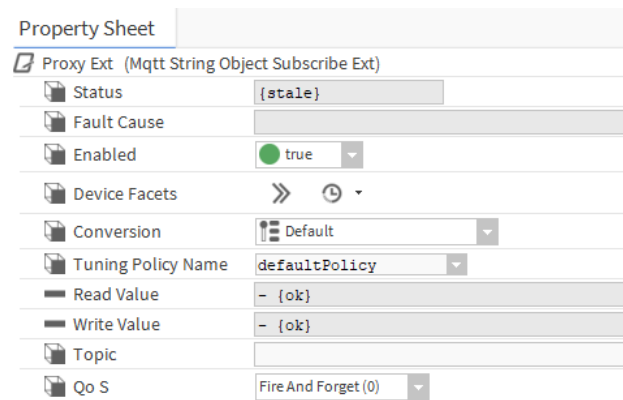 Property Sheet
Proxy Ext (Mqtt String Object Subscribe Ext)
Status {stale}
Fault Cause
Enabled true
Device Facets
Conversion Default
Tuning Policy Name defaultPolicy
Read Value - {ok}
Write Value - {ok}
Topic
Qo S Fire And Forget (0)